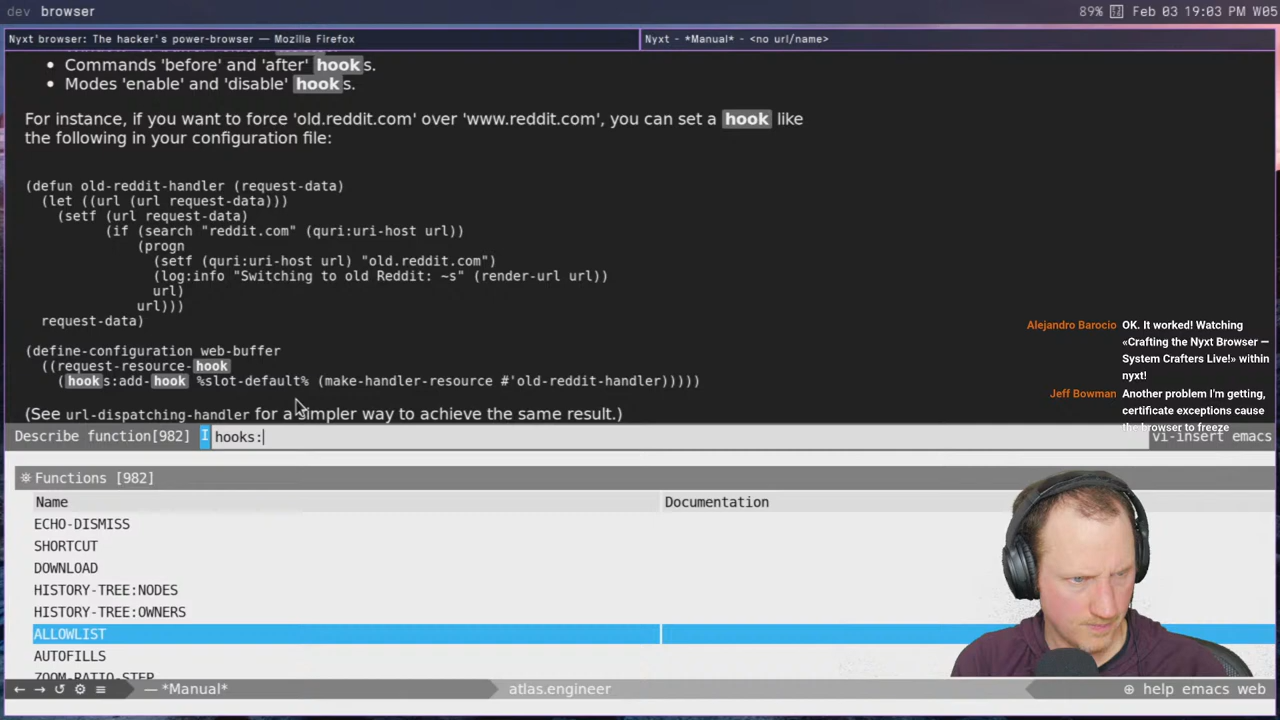 dev browser
89% Feb 03 19:03 PM W05
Nyxt browser: The hacker's power-browser — Mozilla Firefox
Nyxt - *Manual* - <no url/name>
• Commands 'before' and 'after' hooks.
• Modes 'enable' and 'disable' hooks.
For instance, if you want to force 'old.reddit.com' over 'www.reddit.com', you can set a hook like
the following in your configuration file:
(defun old-reddit-handler (request-data)
(let ((url (url request-data)))
(setf (url request-data)
(if (search "reddit.com" (quri:uri-host url))
(progn
(setf (quri:uri-host url) "old.reddit.com")
(log:info "Switching to old Reddit: ~s" (render-url url))
url)
url)))
request-data)
(define-configuration web-buffer
((request-resource-hook
(hooks:add-hook %slot-default% (make-handler-resource #'old-reddit-handler)))))
(See url-dispatching-handler for a simpler way to achieve the same result.)
Alejandro Barocio OK. It worked! Watching
«Crafting the Nyxt Browser —
System Crafters Live!» within
nyxt!
Jeff Bowman Another problem I'm getting,
certificate exceptions cause
the browser to freeze
Describe function[982] I hooks: vi-insert emacs
Functions [982]
Name Documentation
ECHO-DISMISS
SHORTCUT
DOWNLOAD
HISTORY-TREE:NODES
HISTORY-TREE:OWNERS
ALLOWLIST
AUTOFILLS
ZOOM-RATIO-STEP
— *Manual* atlas.engineer help emacs web